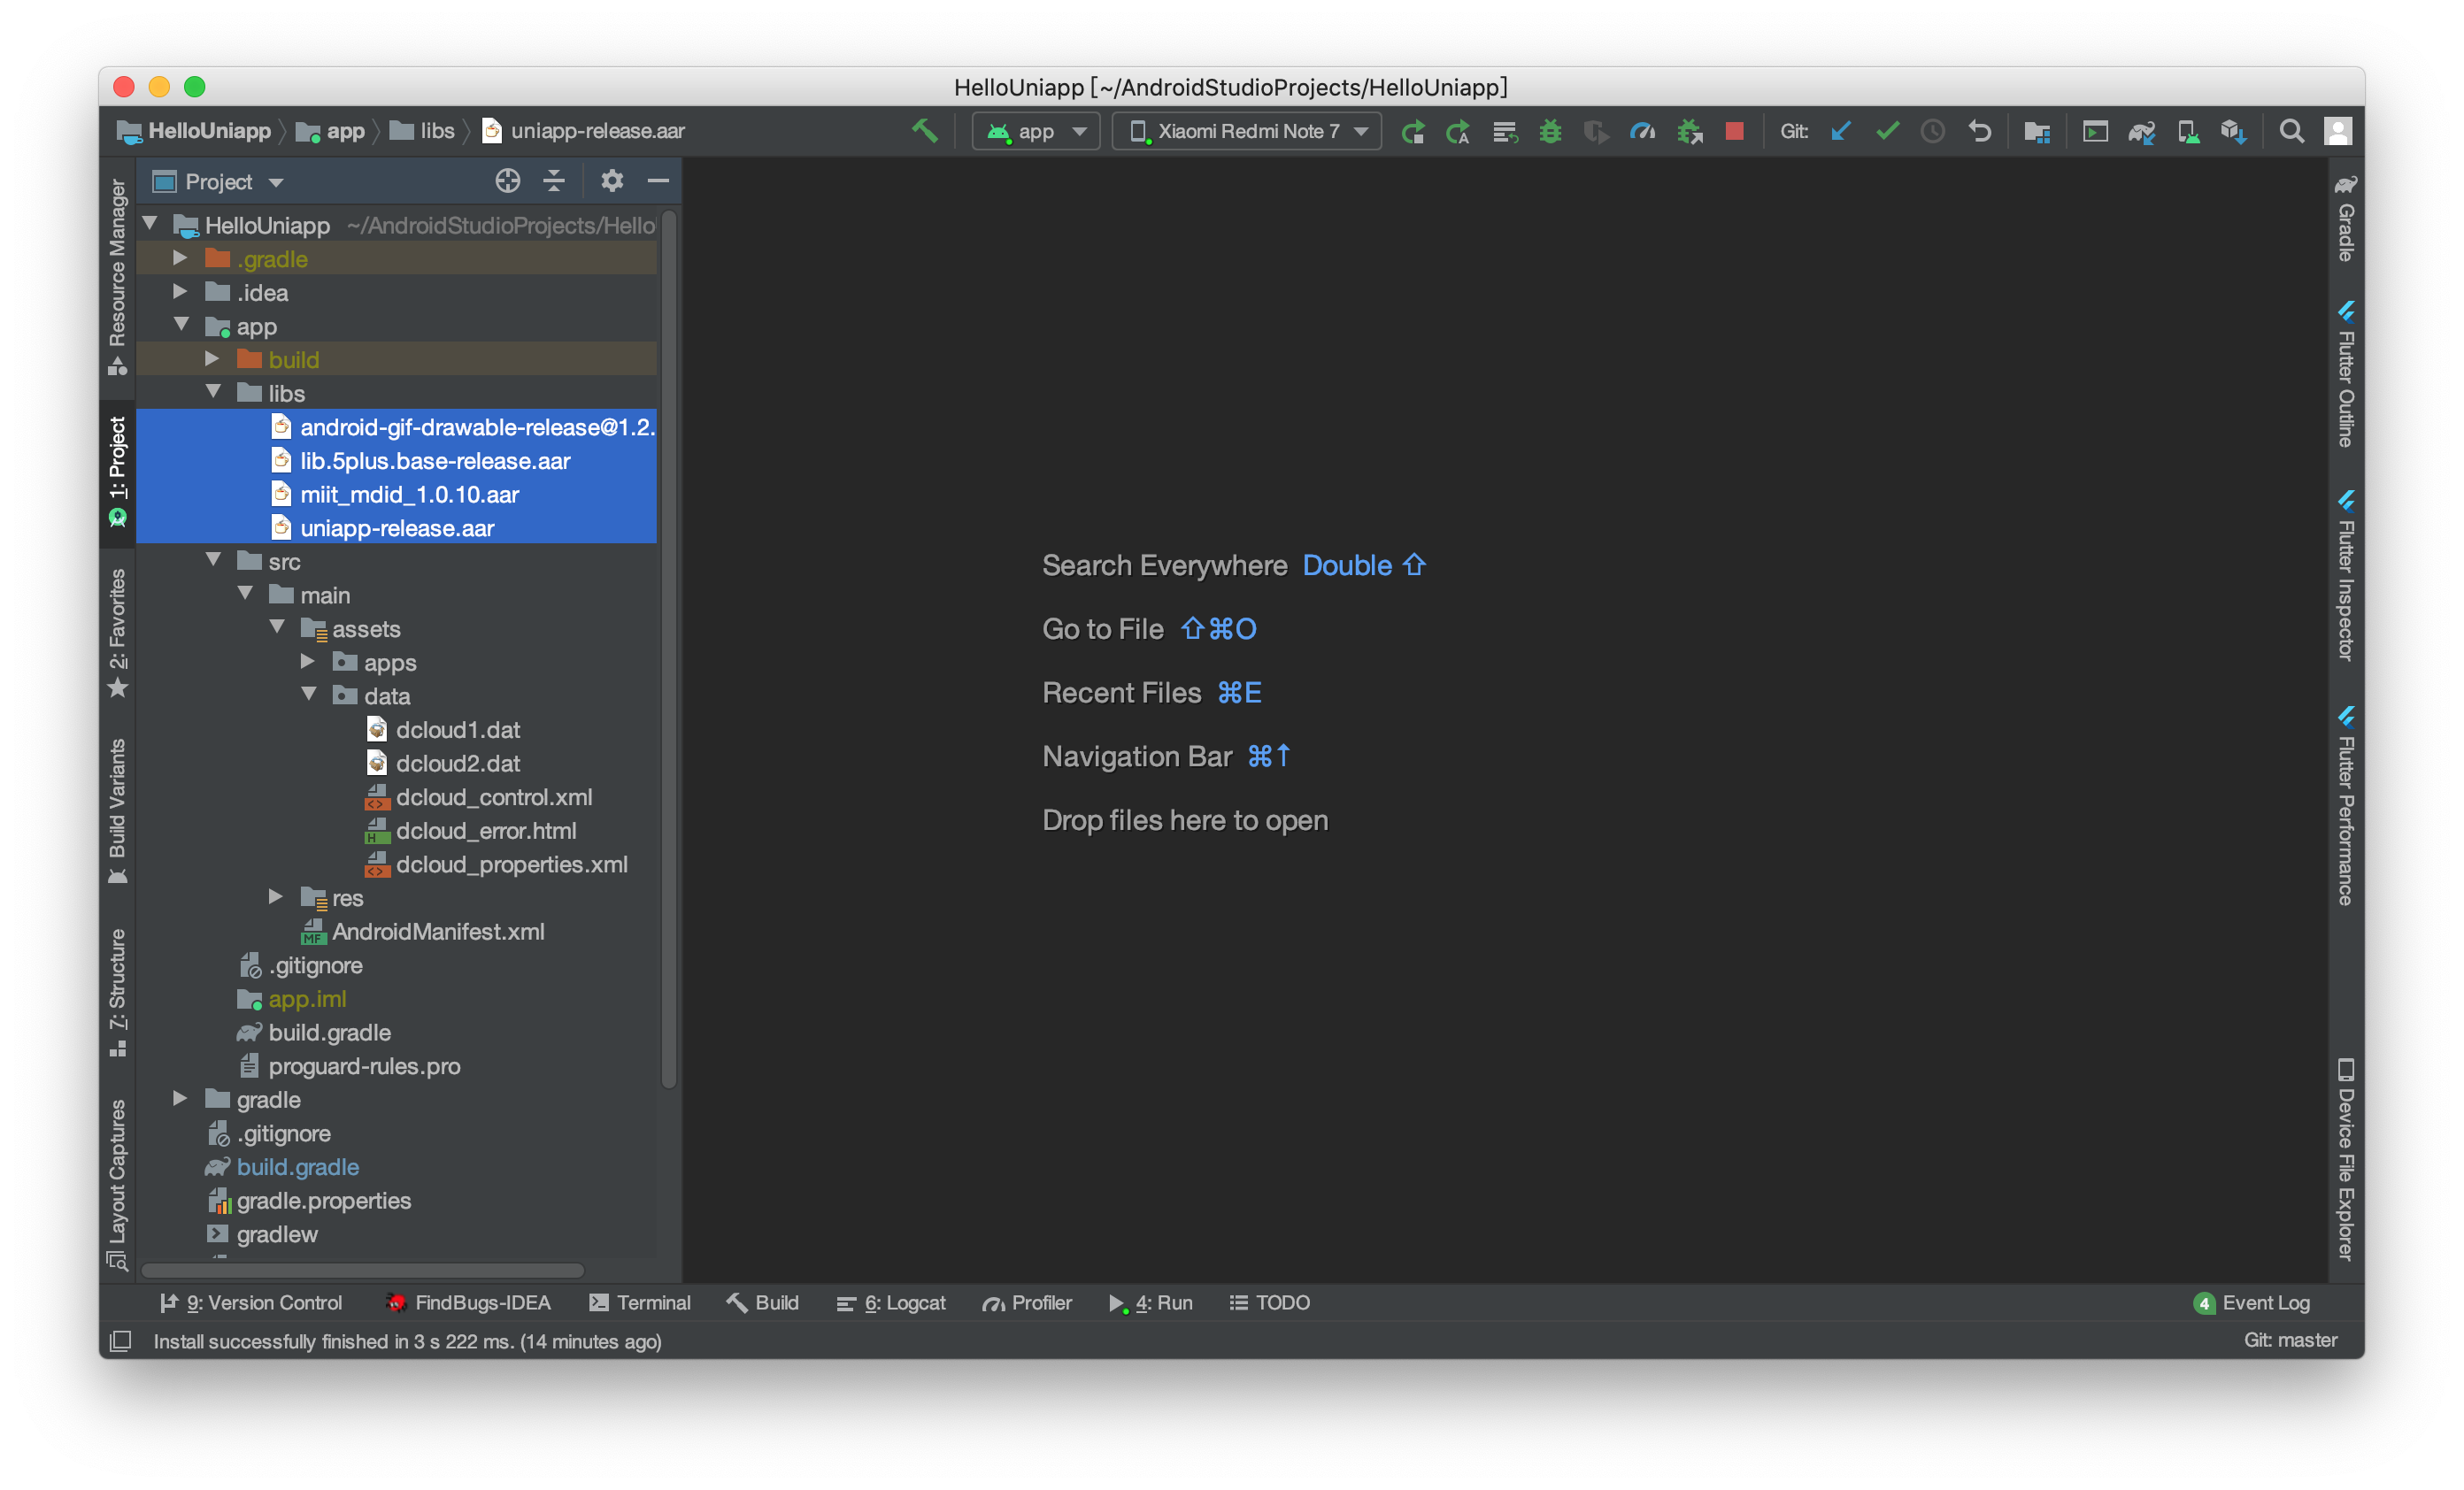 HelloUniapp [~/AndroidStudioProjects/HelloUniapp]
HelloUniapp app libs uniapp-release.aar app Xiaomi Redmi Note 7 Git:
Project
HelloUniapp ~/AndroidStudioProjects/Hello
.gradle
.idea
app
build
libs
android-gif-drawable-release@1.2.
lib.5plus.base-release.aar
miit_mdid_1.0.10.aar
uniapp-release.aar
src
main
assets
apps
data
dcloud1.dat
dcloud2.dat
dcloud_control.xml
dcloud_error.html
dcloud_properties.xml
res
AndroidManifest.xml
.gitignore
app.iml
build.gradle
proguard-rules.pro
gradle
.gitignore
build.gradle
gradle.properties
gradlew
Resource Manager
1: Project
2: Favorites
Build Variants
7: Structure
Layout Captures
Search Everywhere Double ⇧
Go to File ⇧⌘O
Recent Files ⌘E
Navigation Bar ⌘↑
Drop files here to open
Gradle
Flutter Outline
Flutter Inspector
Flutter Performance
Device File Explorer
9: Version Control FindBugs-IDEA Terminal Build 6: Logcat Profiler 4: Run TODO 4 Event Log
Install successfully finished in 3 s 222 ms. (14 minutes ago) Git: master